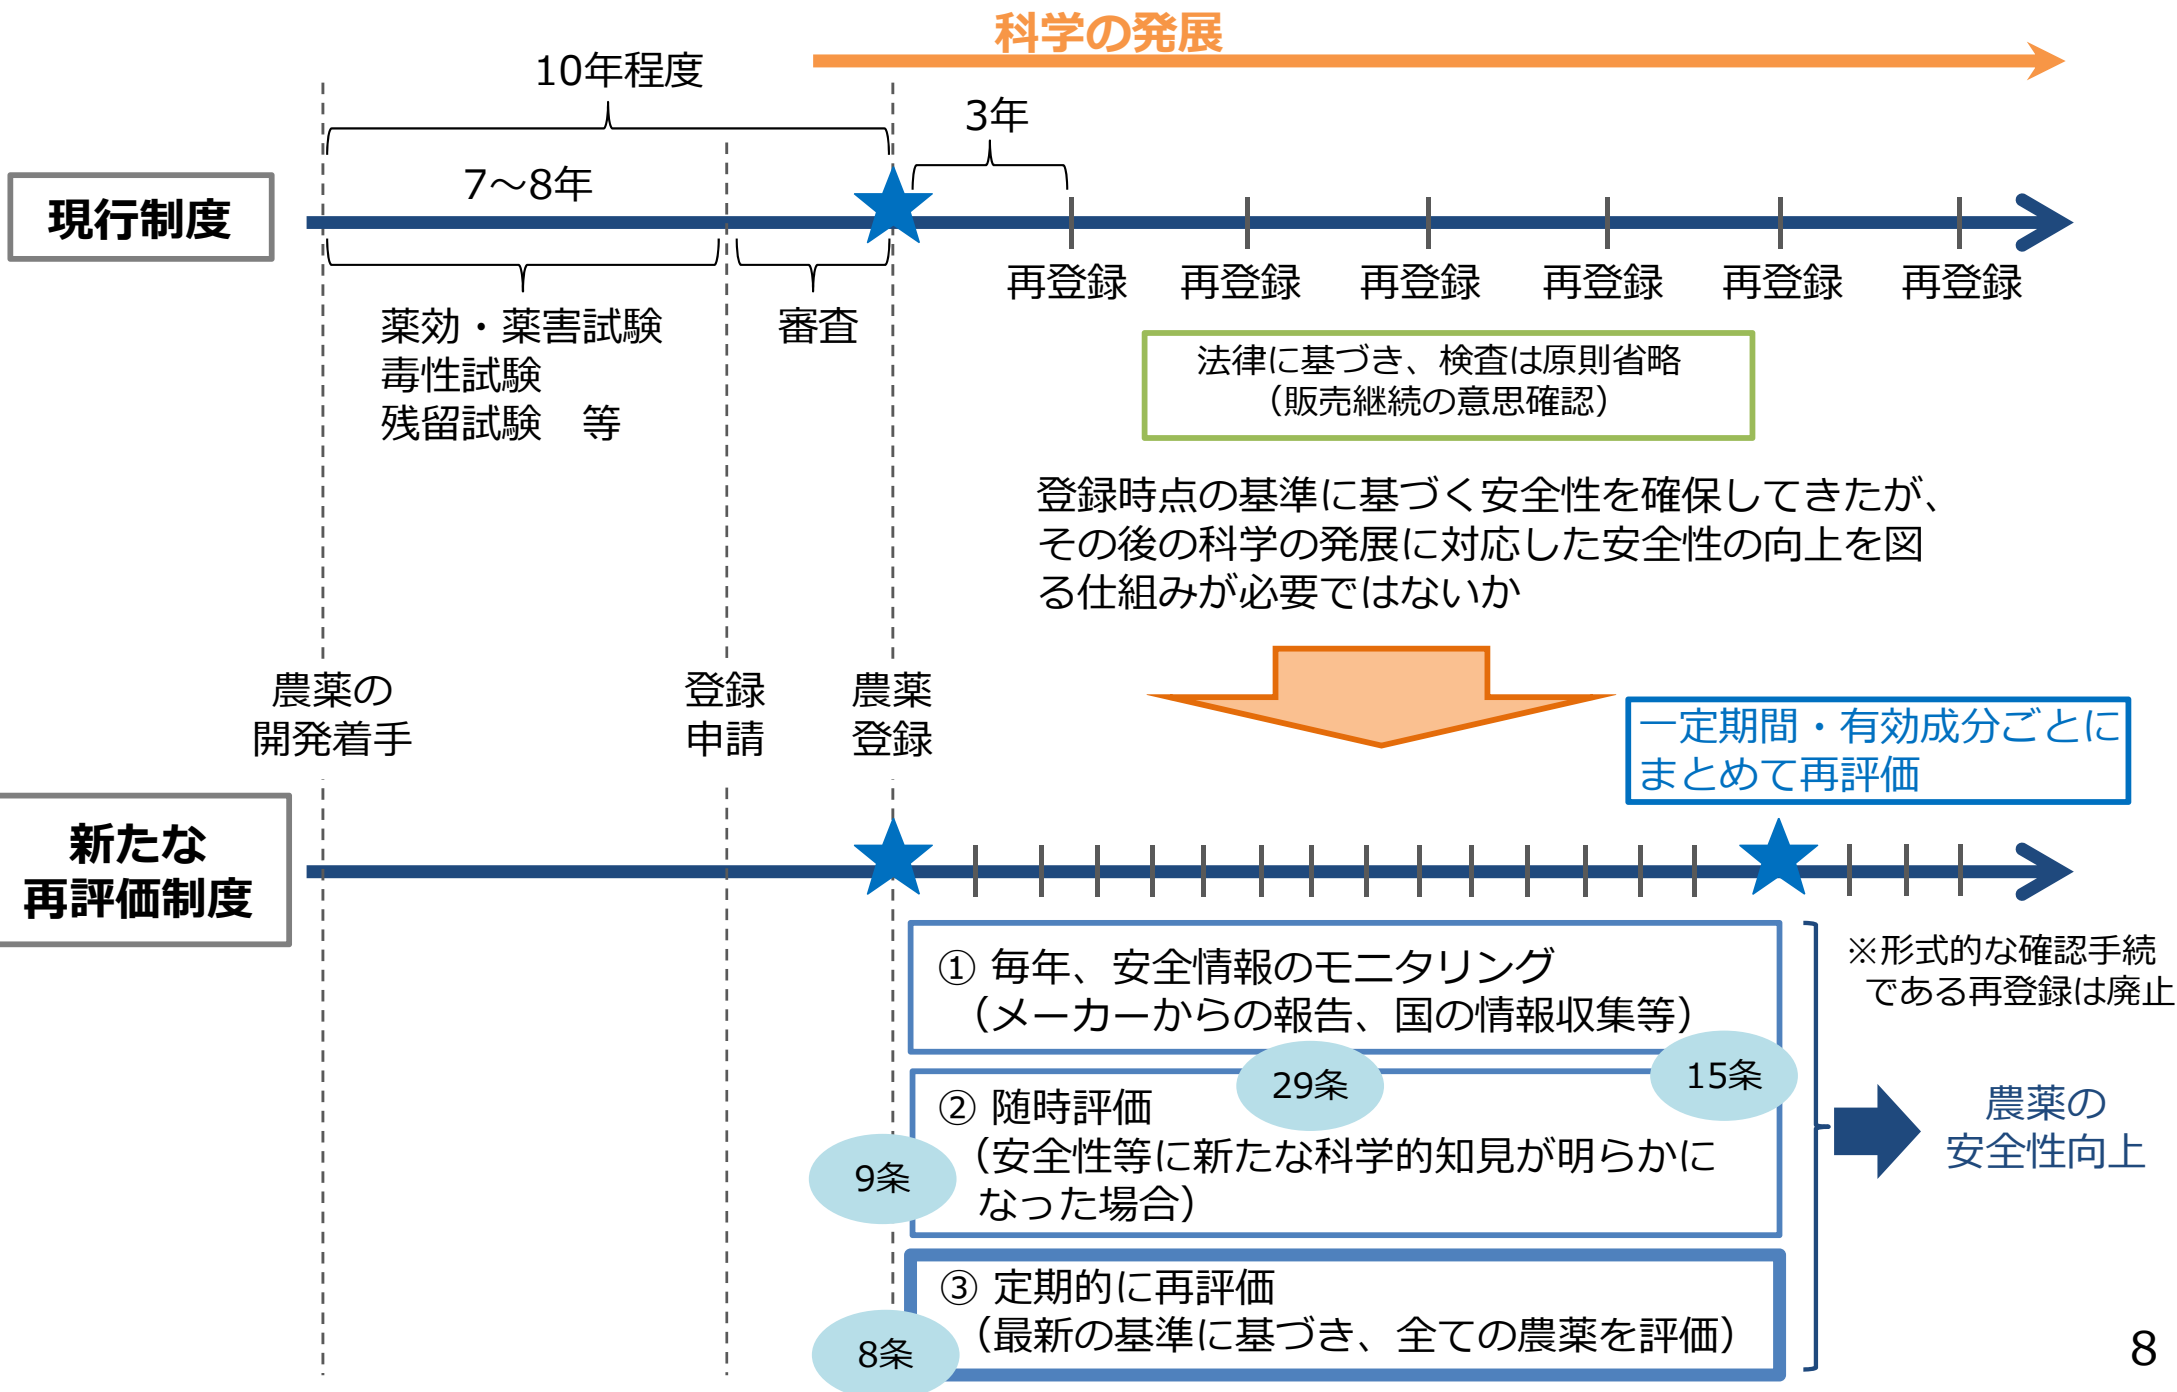 科学の発展
10年程度
3年
7～8年
現行制度
再登録 再登録 再登録 再登録 再登録 再登録
薬効・薬害試験
毒性試験
残留試験　等
審査
法律に基づき、検査は原則省略
（販売継続の意思確認）
登録時点の基準に基づく安全性を確保してきたが、
その後の科学の発展に対応した安全性の向上を図
る仕組みが必要ではないか
農薬の
開発着手
登録
申請
農薬
登録
一定期間・有効成分ごとに
まとめて再評価
新たな
再評価制度
① 毎年、安全情報のモニタリング
（メーカーからの報告、国の情報収集等）
29条
15条
② 随時評価
（安全性等に新たな科学的知見が明らかに
なった場合）
9条
③ 定期的に再評価
（最新の基準に基づき、全ての農薬を評価）
8条
※形式的な確認手続
である再登録は廃止
農薬の
安全性向上
8